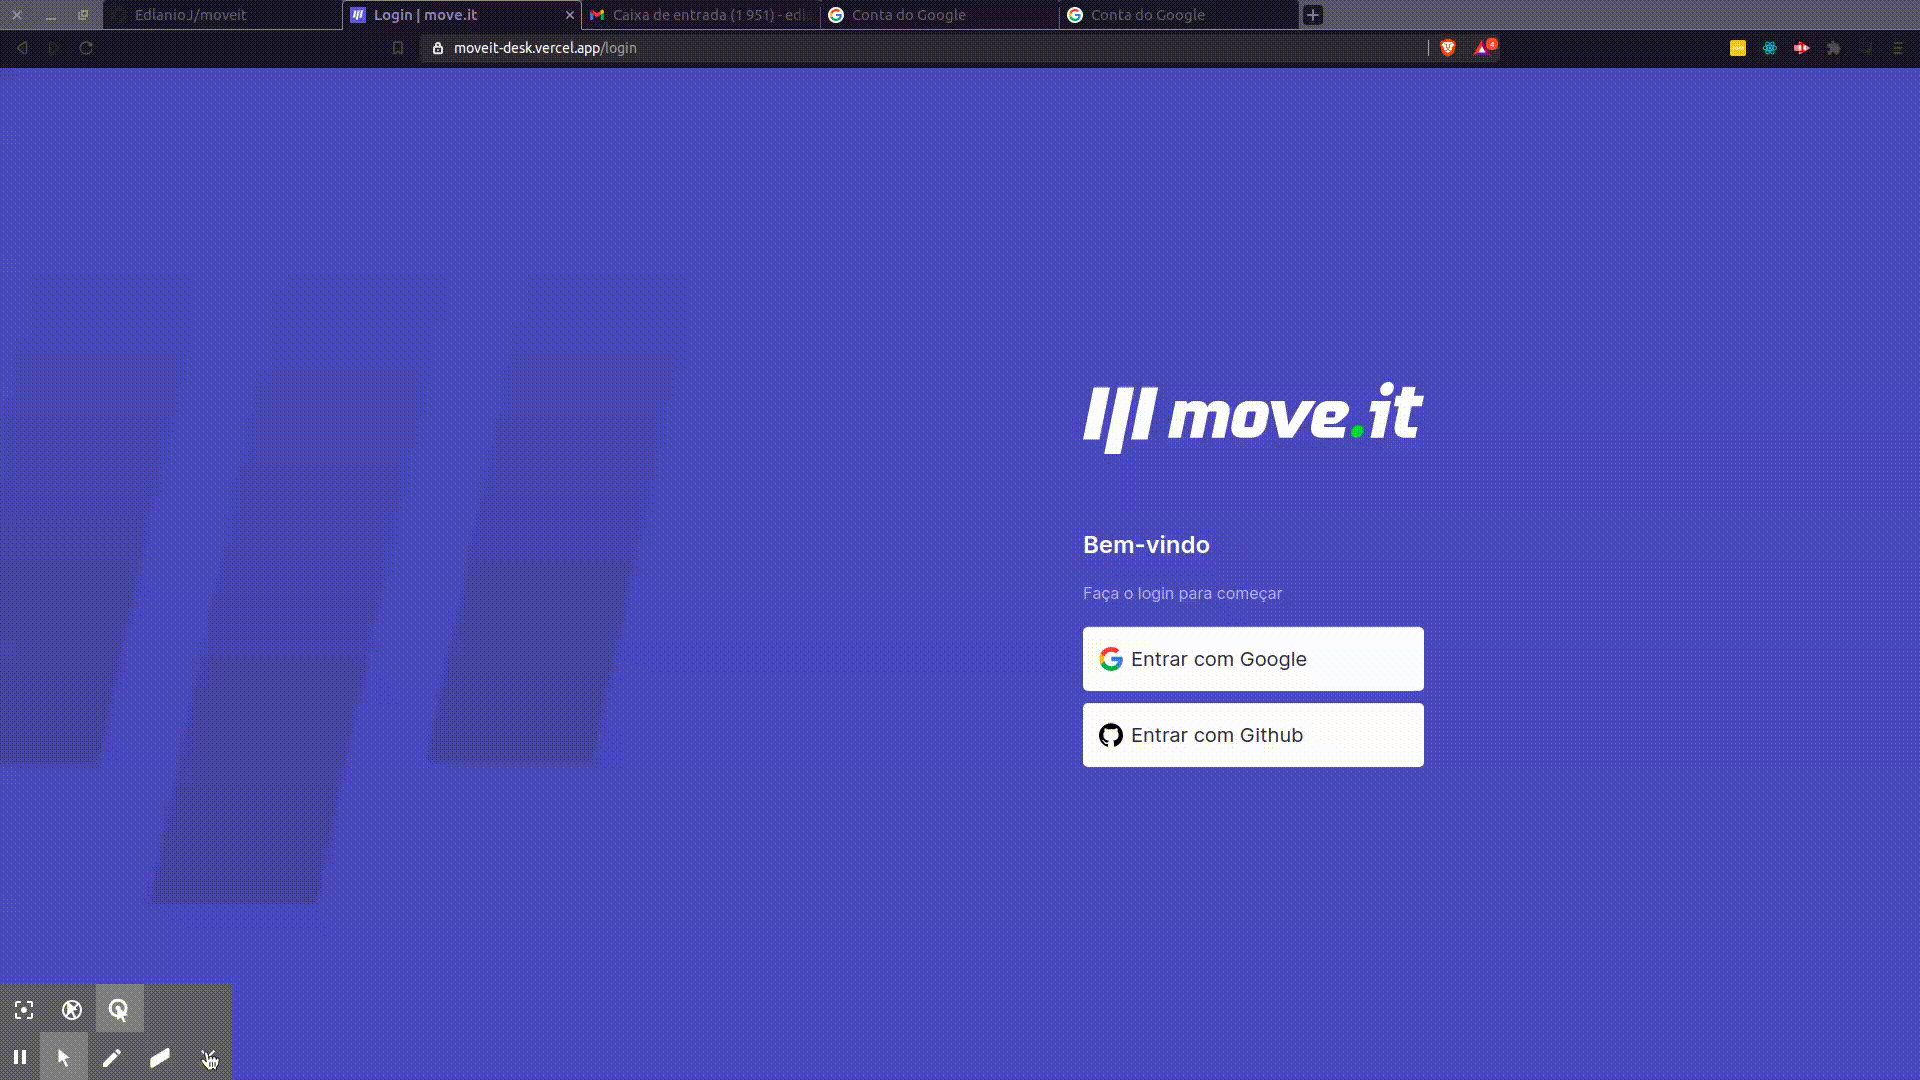 EdlanioJ/moveit
Login | move.it
Caixa de entrada (1 951) - edl
Conta do Google
Conta do Google
moveit-desk.vercel.app/login
4
move.it
Bem-vindo
Faça o login para começar
Entrar com Google
Entrar com Github